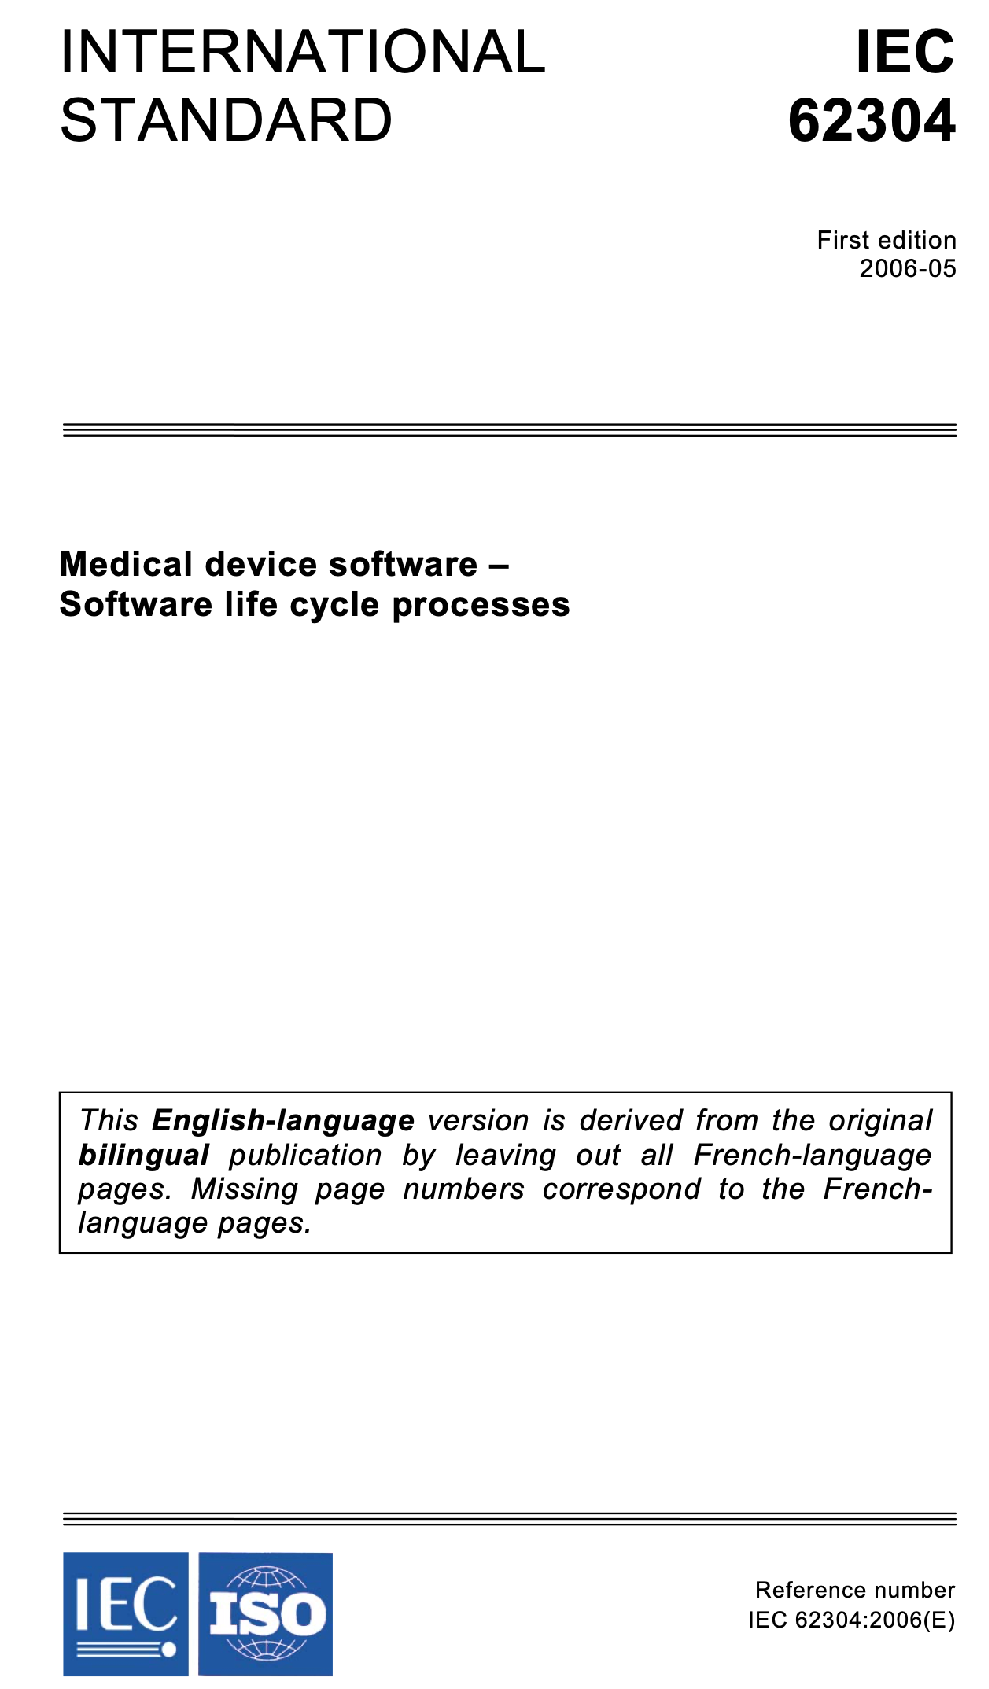 INTERNATIONAL
STANDARD
IEC
62304
First edition
2006-05
Medical device software –
Software life cycle processes
This English-language version is derived from the original
bilingual publication by leaving out all French-language
pages. Missing page numbers correspond to the French-
language pages.
IEC
ISO
Reference number
IEC 62304:2006(E)